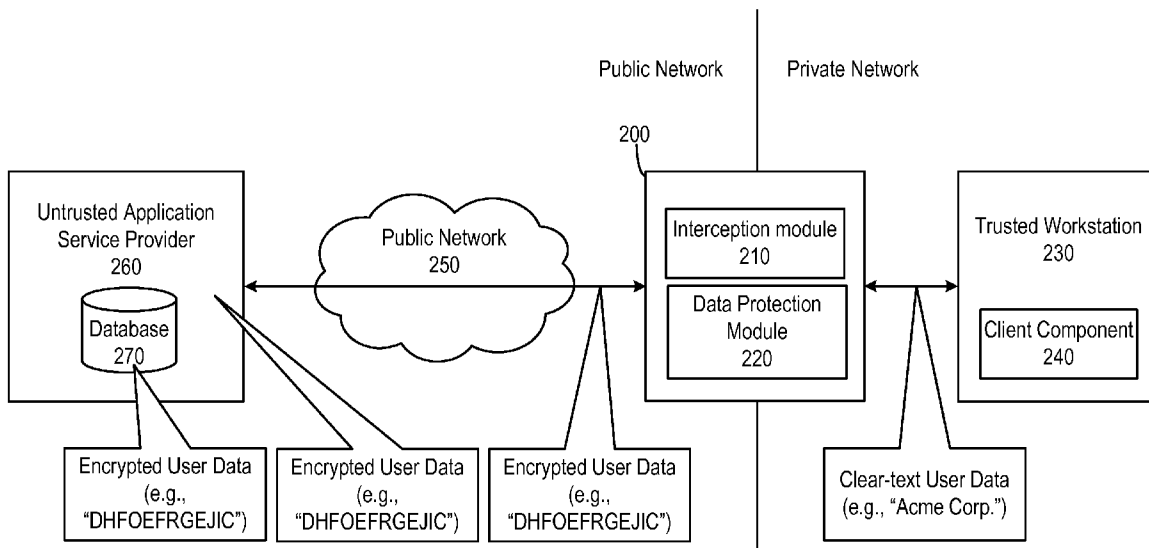 Public Network
Private Network
200
Untrusted Application
Service Provider
260
Database
270
Public Network
250
Interception module
210
Data Protection
Module
220
Trusted Workstation
230
Client Component
240
Encrypted User Data
(e.g.,
“DHFOEFRGEJIC”)
Encrypted User Data
(e.g.,
“DHFOEFRGEJIC”)
Encrypted User Data
(e.g.,
“DHFOEFRGEJIC”)
Clear-text User Data
(e.g., “Acme Corp.”)